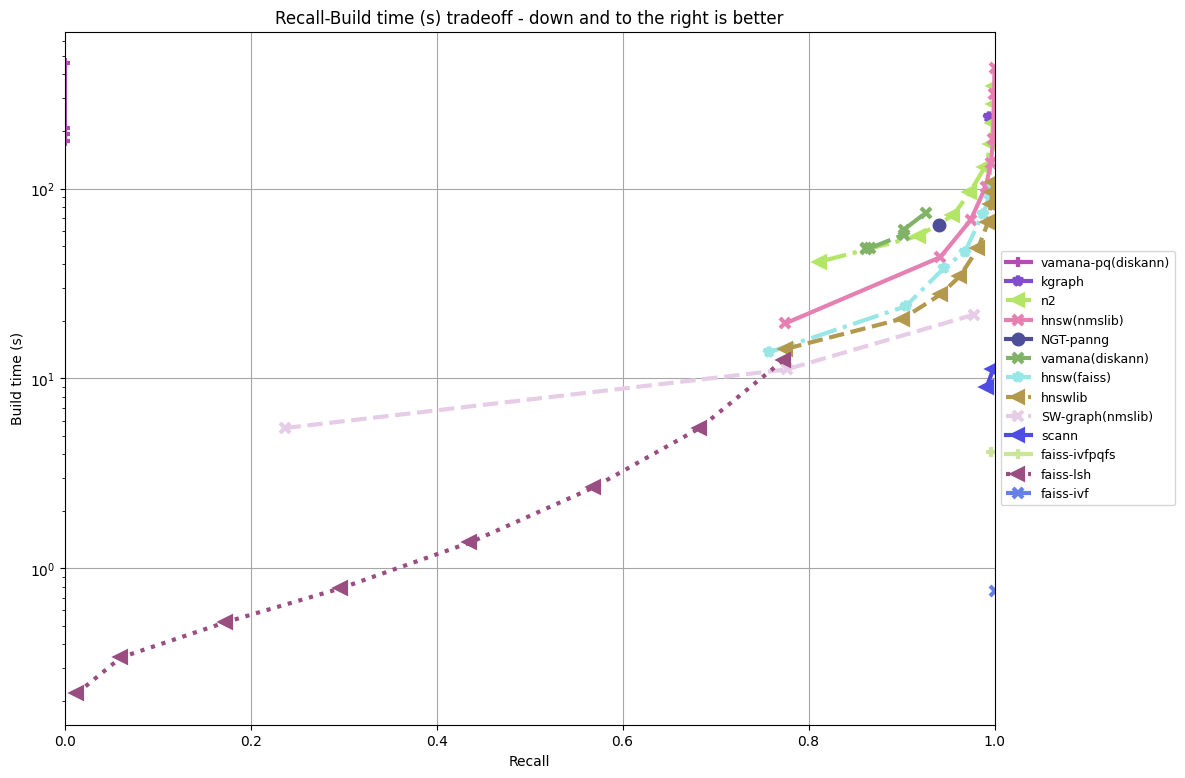 Recall-Build time (s) tradeoff - down and to the right is better
Build time (s)
10²
10¹
10⁰
0.0 0.2 0.4 0.6 0.8 1.0
Recall
vamana-pq(diskann)
kgraph
n2
hnsw(nmslib)
NGT-panng
vamana(diskann)
hnsw(faiss)
hnswlib
SW-graph(nmslib)
scann
faiss-ivfpqfs
faiss-lsh
faiss-ivf